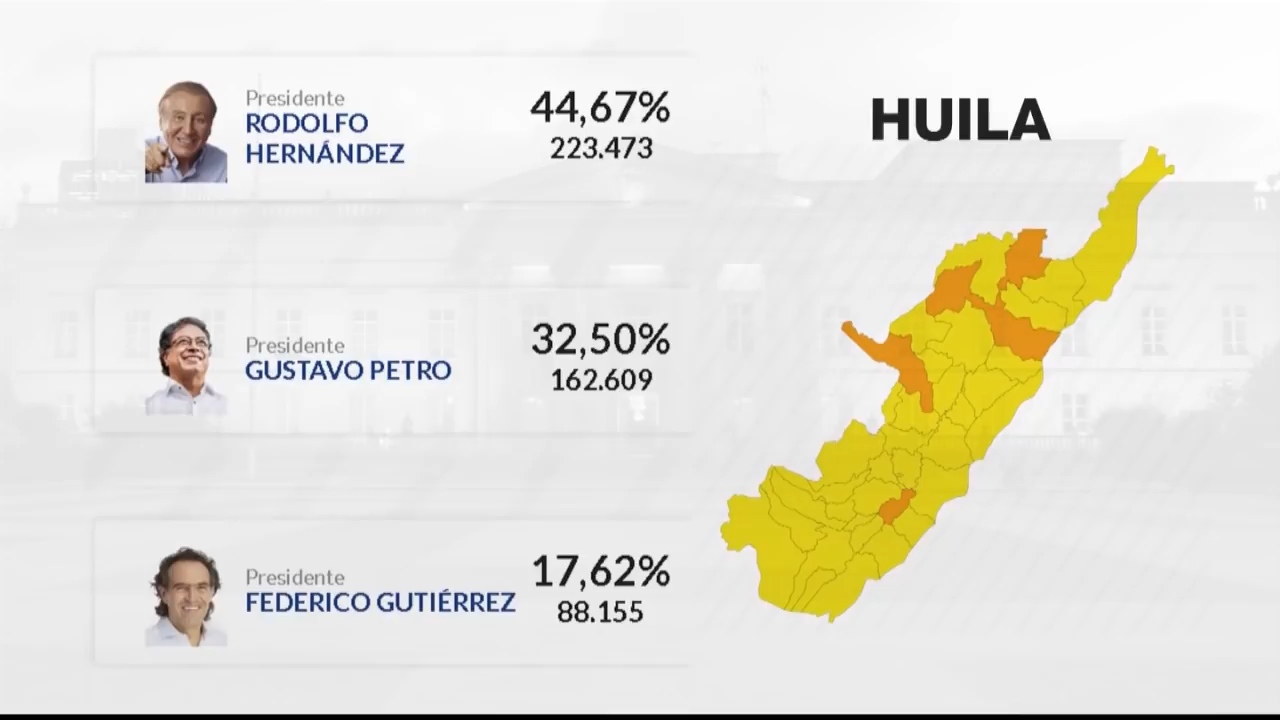 HUILA
Presidente
RODOLFO
HERNÁNDEZ
44,67%
223.473
Presidente
GUSTAVO PETRO
32,50%
162.609
Presidente
FEDERICO GUTIÉRREZ
17,62%
88.155